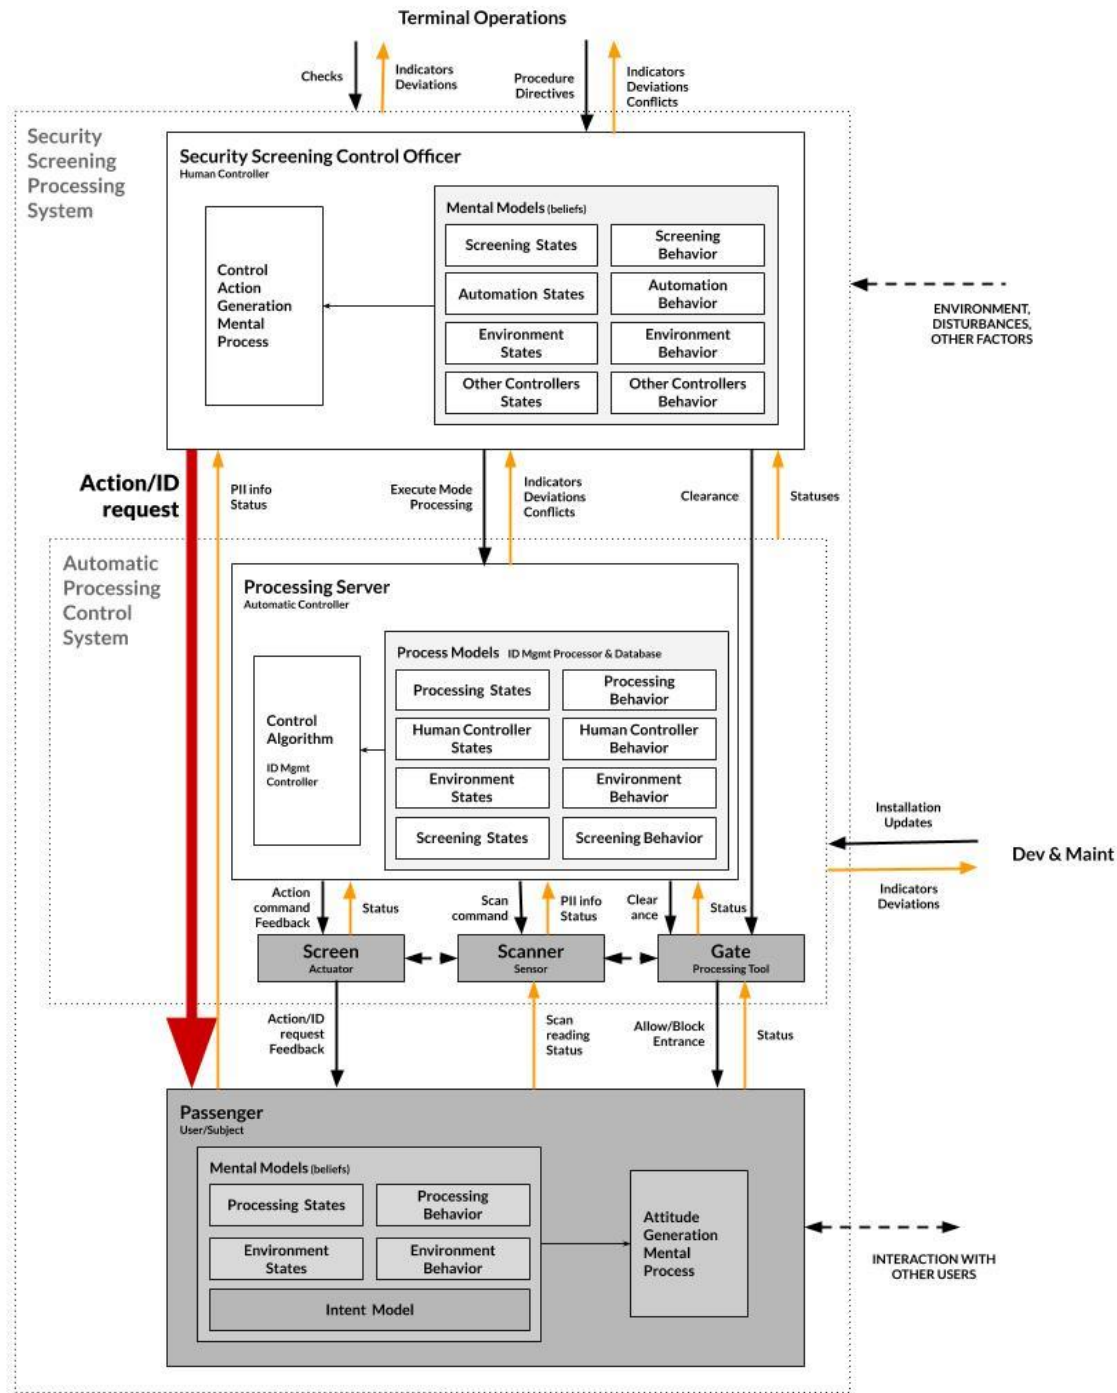 Terminal Operations
Checks
Indicators
Deviations
Procedure
Directives
Indicators
Deviations
Conflicts
Security
Screening
Processing
System
Security Screening Control Officer
Human Controller
Control
Action
Generation
Mental
Process
Mental Models (beliefs)
Screening States
Screening
Behavior
Automation States
Automation
Behavior
Environment
States
Environment
Behavior
Other Controllers
States
Other Controllers
Behavior
ENVIRONMENT,
DISTURBANCES,
OTHER FACTORS
Action/ID
request
PII info
Status
Execute Mode
Processing
Indicators
Deviations
Conflicts
Clearance
Statuses
Automatic
Processing
Control
System
Processing Server
Automatic Controller
Control
Algorithm
ID Mgmt
Controller
Process Models ID Mgmt Processor & Database
Processing States
Processing
Behavior
Human Controller
States
Human Controller
Behavior
Environment
States
Environment
Behavior
Screening States
Screening Behavior
Installation
Updates
Dev & Maint
Indicators
Deviations
Action
command
Feedback
Status
Scan
command
PII info
Status
Clear
ance
Status
Screen
Actuator
Scanner
Sensor
Gate
Processing Tool
Action/ID
request
Feedback
Scan
reading
Status
Allow/Block
Entrance
Status
Passenger
User/Subject
Mental Models (beliefs)
Processing States
Processing
Behavior
Environment
States
Environment
Behavior
Intent Model
Attitude
Generation
Mental
Process
INTERACTION WITH
OTHER USERS